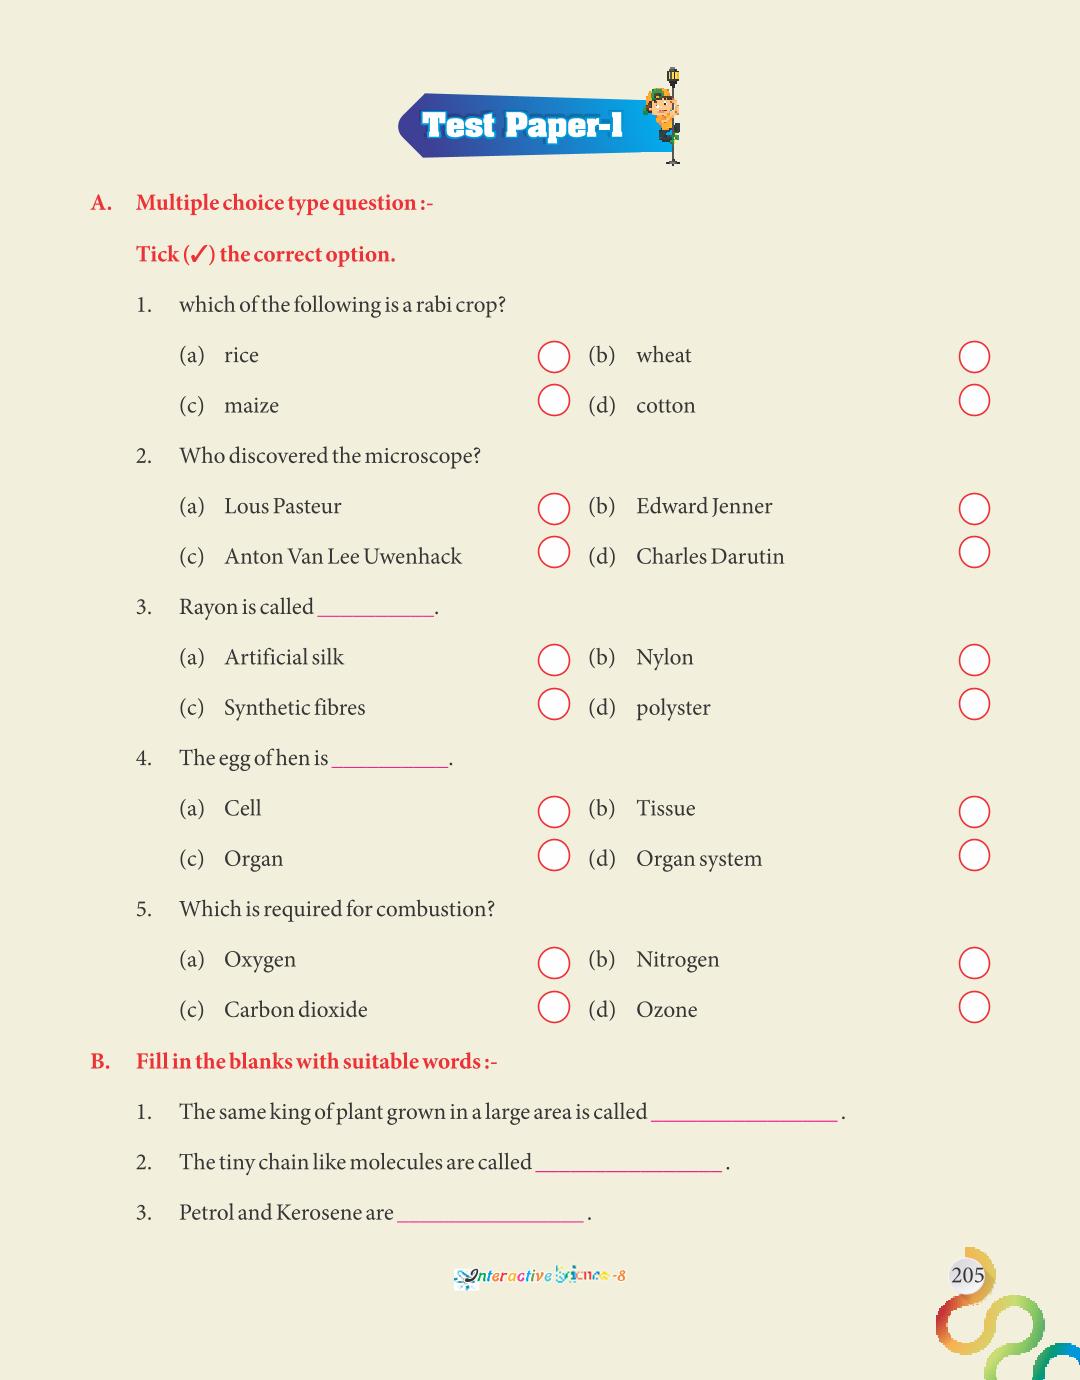 Test Paper-1
A. Multiple choice type question :-
Tick (✓) the correct option.
1. which of the following is a rabi crop?
(a) rice (b) wheat
(c) maize (d) cotton
2. Who discovered the microscope?
(a) Lous Pasteur (b) Edward Jenner
(c) Anton Van Lee Uwenhack (d) Charles Darutin
3. Rayon is called __________.
(a) Artificial silk (b) Nylon
(c) Synthetic fibres (d) polyster
4. The egg of hen is __________.
(a) Cell (b) Tissue
(c) Organ (d) Organ system
5. Which is required for combustion?
(a) Oxygen (b) Nitrogen
(c) Carbon dioxide (d) Ozone
B. Fill in the blanks with suitable words :-
1. The same king of plant grown in a large area is called ________________ .
2. The tiny chain like molecules are called ________________ .
3. Petrol and Kerosene are ________________ .
Interactive Science -8
205